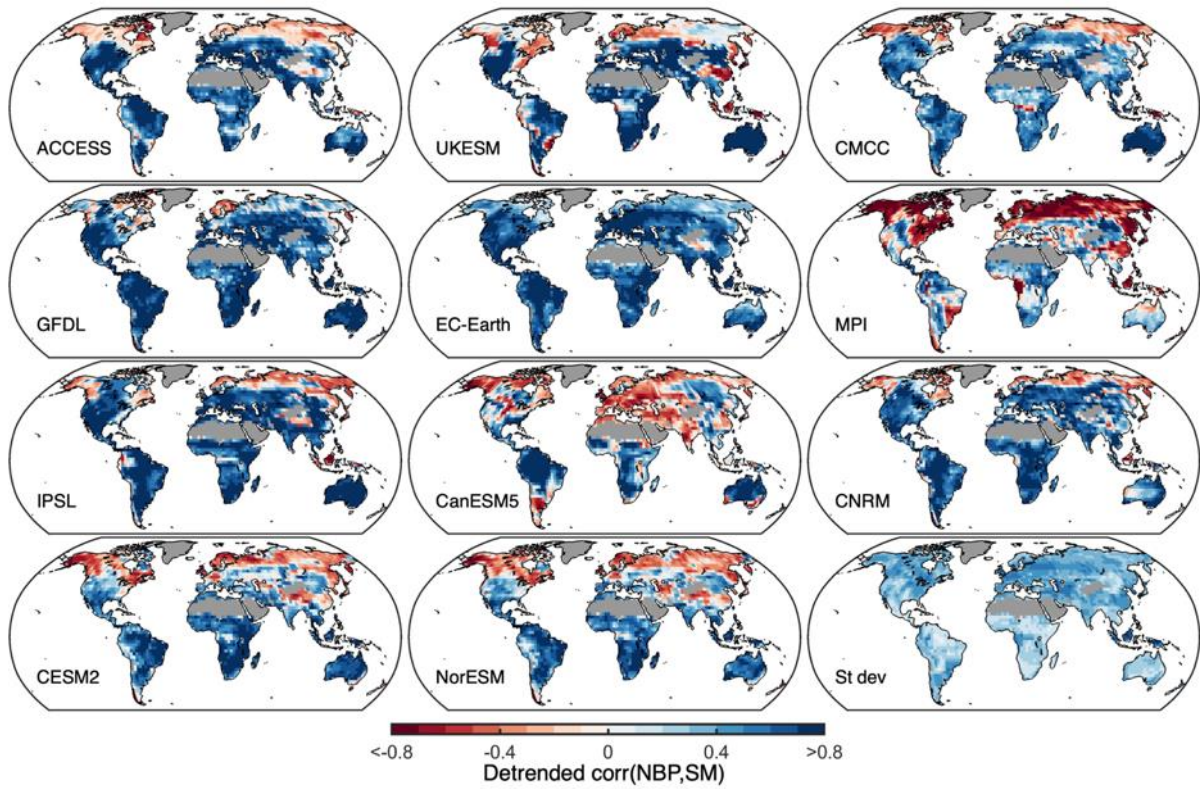 ACCESS
UKESM
CMCC
GFDL
EC-Earth
MPI
IPSL
CanESM5
CNRM
CESM2
NorESM
St dev
<-0.8 -0.4 0 0.4 >0.8
Detrended corr(NBP,SM)